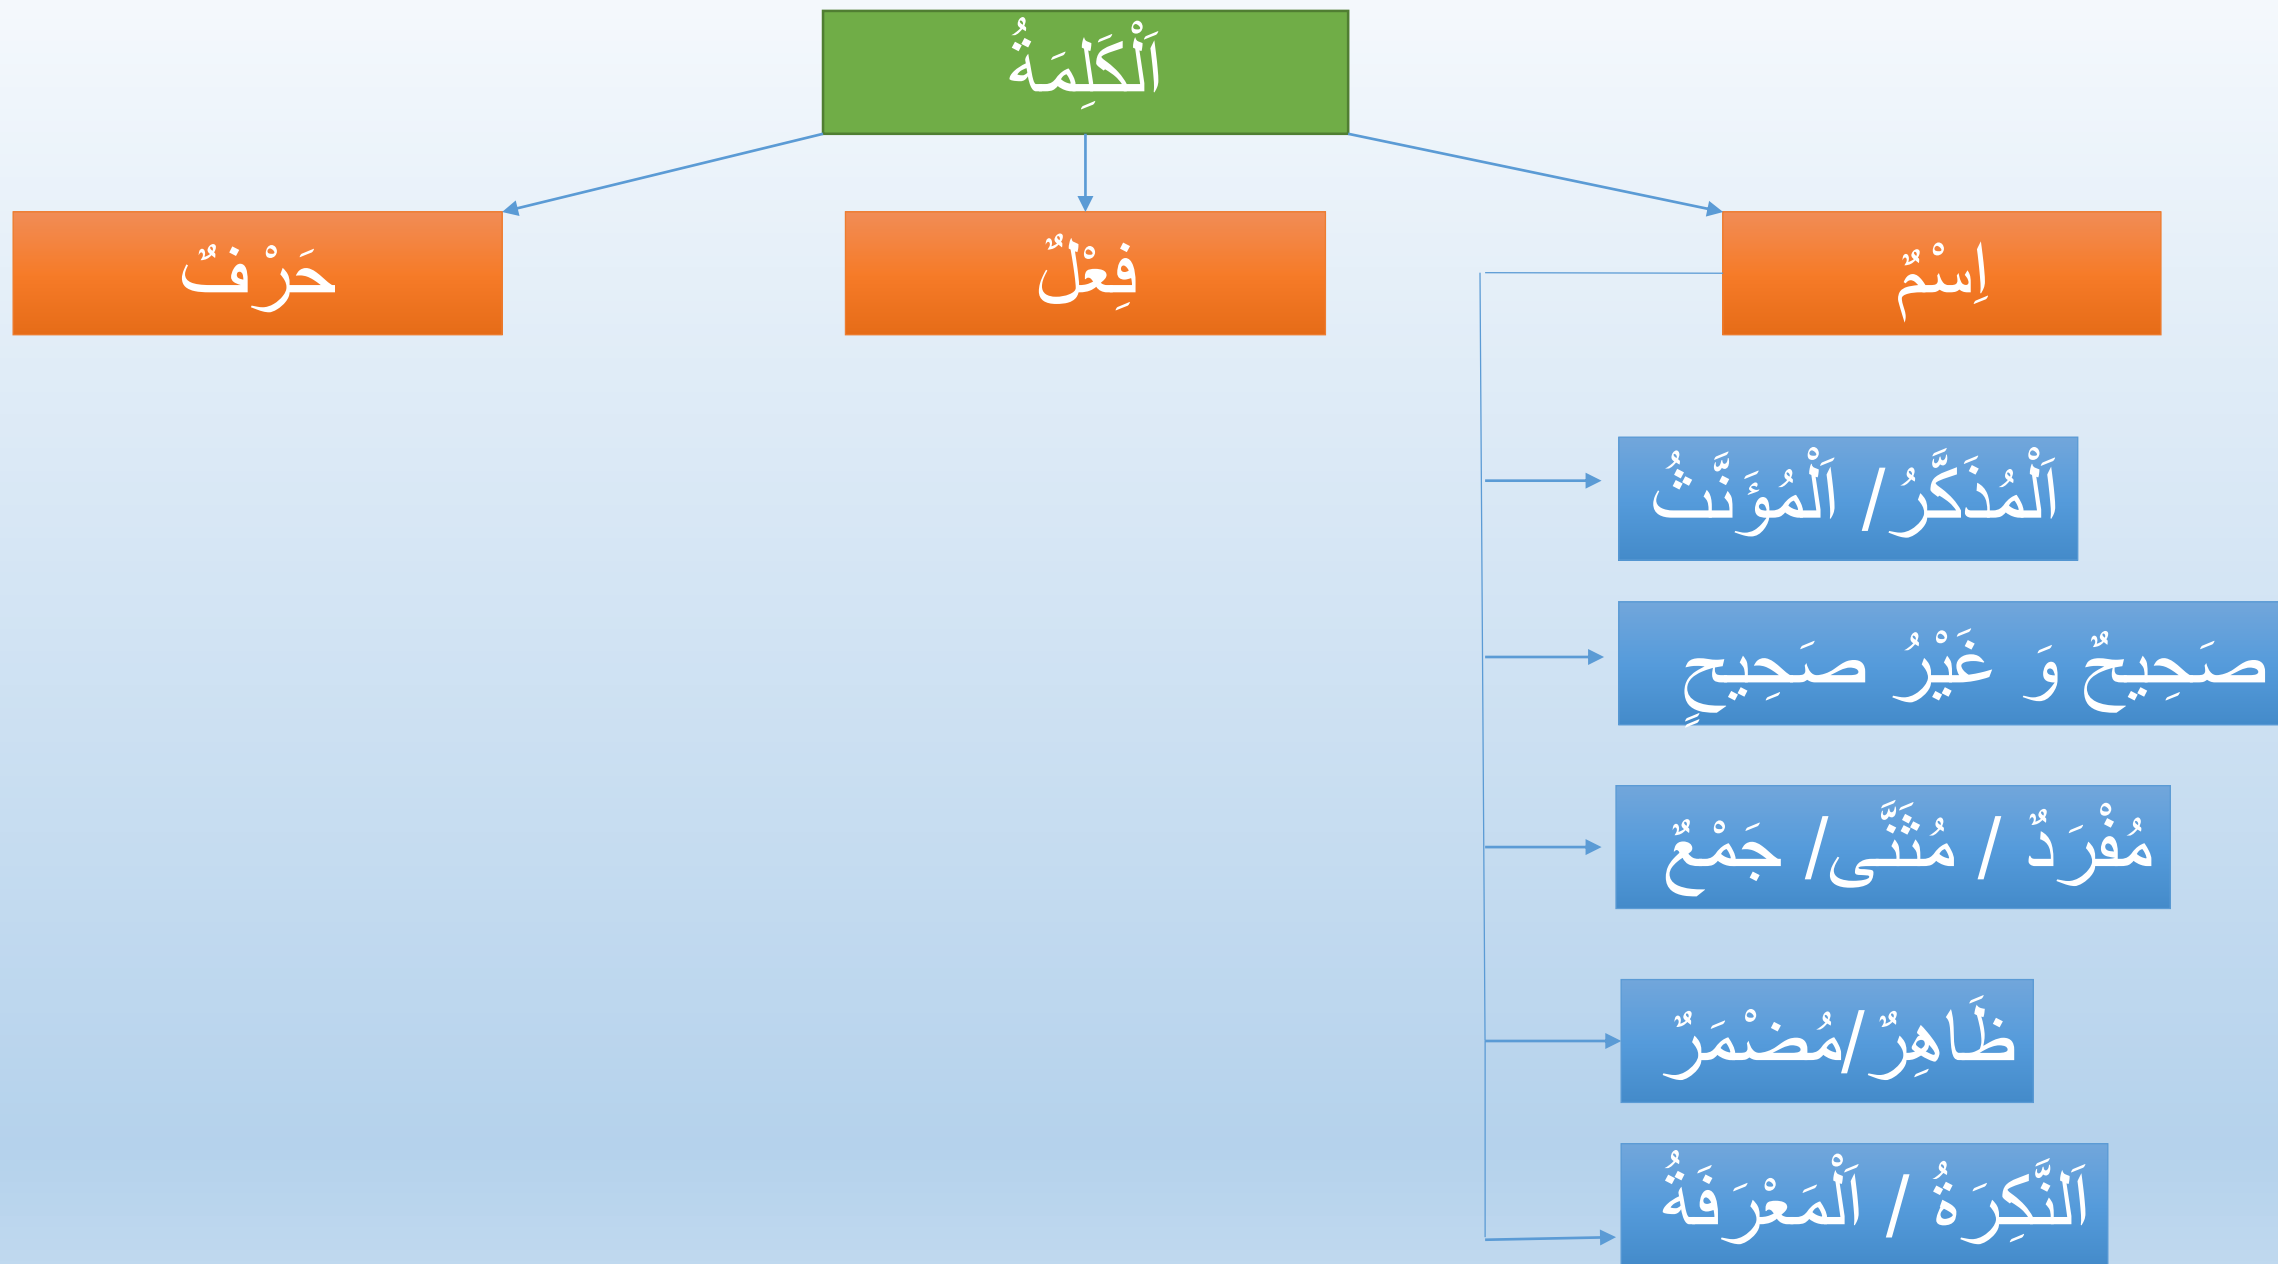 اَلْكَلِمَةُ
اِسْمٌ
فِعْلٌ
حَرْفٌ
اَلْمُذَكَّرُ/ اَلْمُؤَنَّثُ
صَحِيحٌ وَ غَيْرُ صَحِيحٍ
مُفْرَدٌ / مُثَنَّى/ جَمْعٌ
ظَاهِرٌ/مُضْمَرٌ
اَلنَّكِرَةُ / اَلْمَعْرَفَةُ